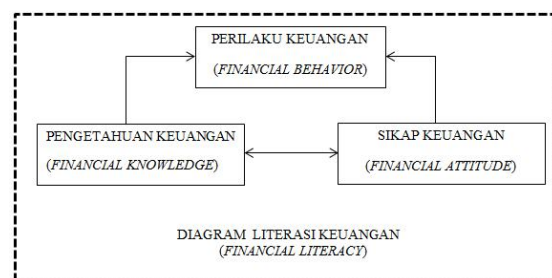 PERILAKU KEUANGAN
(FINANCIAL BEHAVIOR)
PENGETAHUAN KEUANGAN
(FINANCIAL KNOWLEDGE)
SIKAP KEUANGAN
(FINANCIAL ATTITUDE)
DIAGRAM LITERASI KEUANGAN
(FINANCIAL LITERACY)